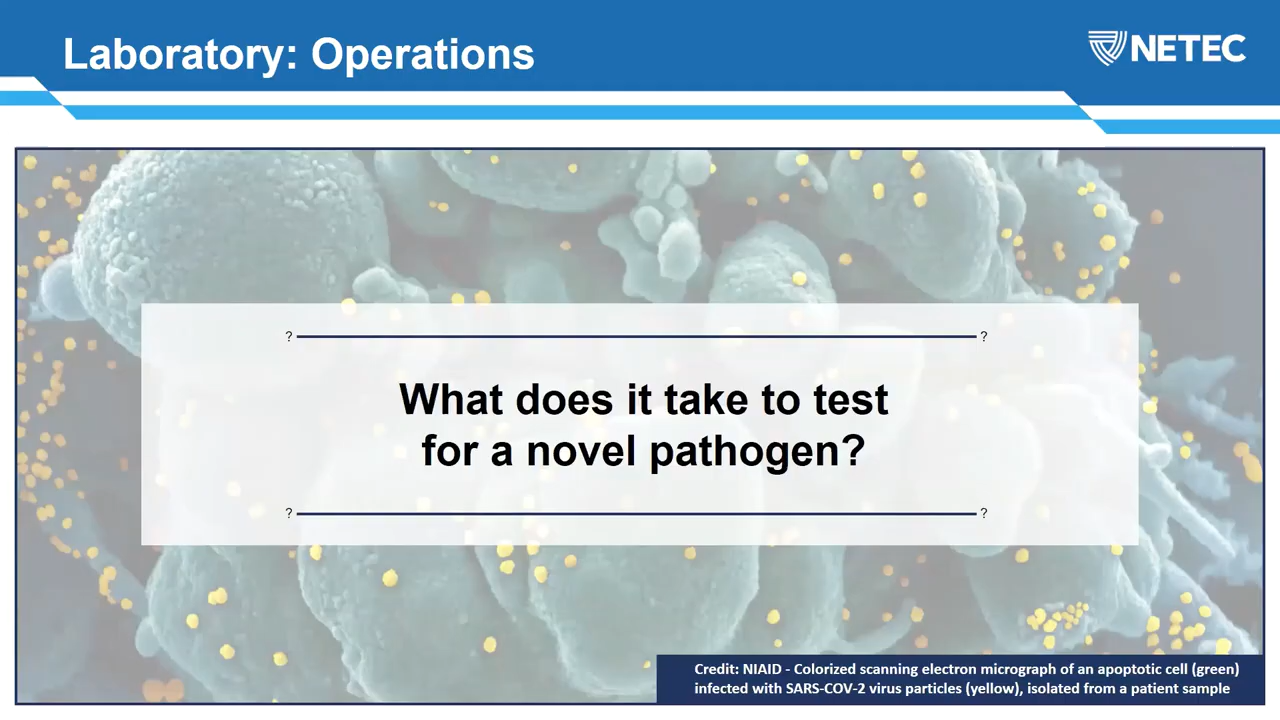 Laboratory: Operations
NETEC
? ?
What does it take to test
for a novel pathogen?
? ?
Credit: NIAID - Colorized scanning electron micrograph of an apoptotic cell (green)
infected with SARS-COV-2 virus particles (yellow), isolated from a patient sample